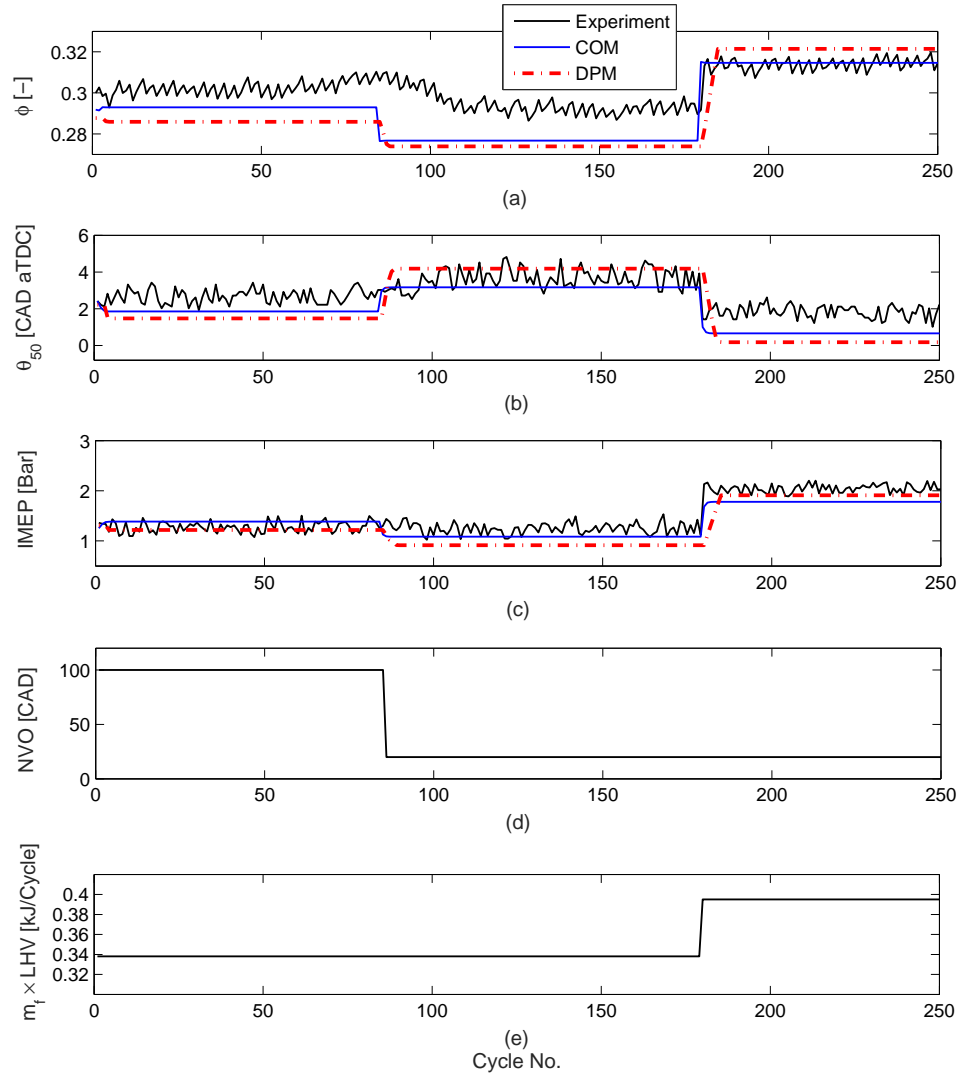 Experiment
COM
DPM
0.32
0.3
0.28
ϕ [−]
0 50 100 150 200 250
(a)
6
4
2
0
θ50 [CAD aTDC]
0 50 100 150 200 250
(b)
3
2
1
IMEP [Bar]
0 50 100 150 200 250
(c)
100
50
0
NVO [CAD]
0 50 100 150 200 250
(d)
0.4
0.38
0.36
0.34
0.32
mf × LHV [kJ/Cycle]
0 50 100 150 200 250
(e)
Cycle No.